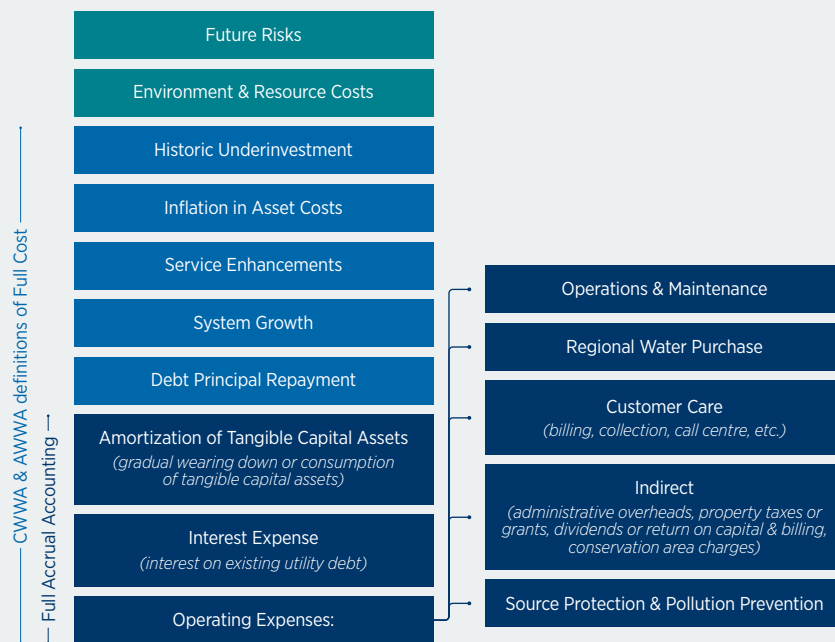 CWWA & AWWA definitions of Full Cost
Full Accrual Accounting
Future Risks
Environment & Resource Costs
Historic Underinvestment
Inflation in Asset Costs
Service Enhancements
System Growth
Debt Principal Repayment
Amortization of Tangible Capital Assets
(gradual wearing down or consumption
of tangible capital assets)
Interest Expense
(interest on existing utility debt)
Operating Expenses:
Operations & Maintenance
Regional Water Purchase
Customer Care
(billing, collection, call centre, etc.)
Indirect
(administrative overheads, property taxes or
grants, dividends or return on capital & billing,
conservation area charges)
Source Protection & Pollution Prevention